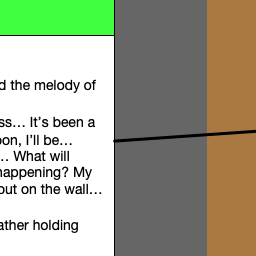 d the melody of
ss… It’s been a
oon, I’ll be…
… What will
happening? My
out on the wall…
ather holding